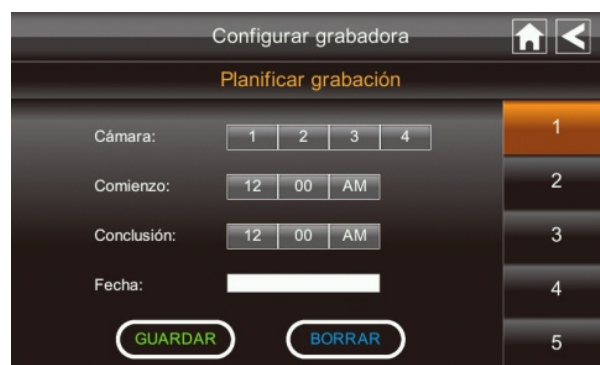 Configurar grabadora
Planificar grabación
Cámara: 1 2 3 4
Comienzo: 12 00 AM
Conclusión: 12 00 AM
Fecha:
GUARDAR BORRAR
1
2
3
4
5